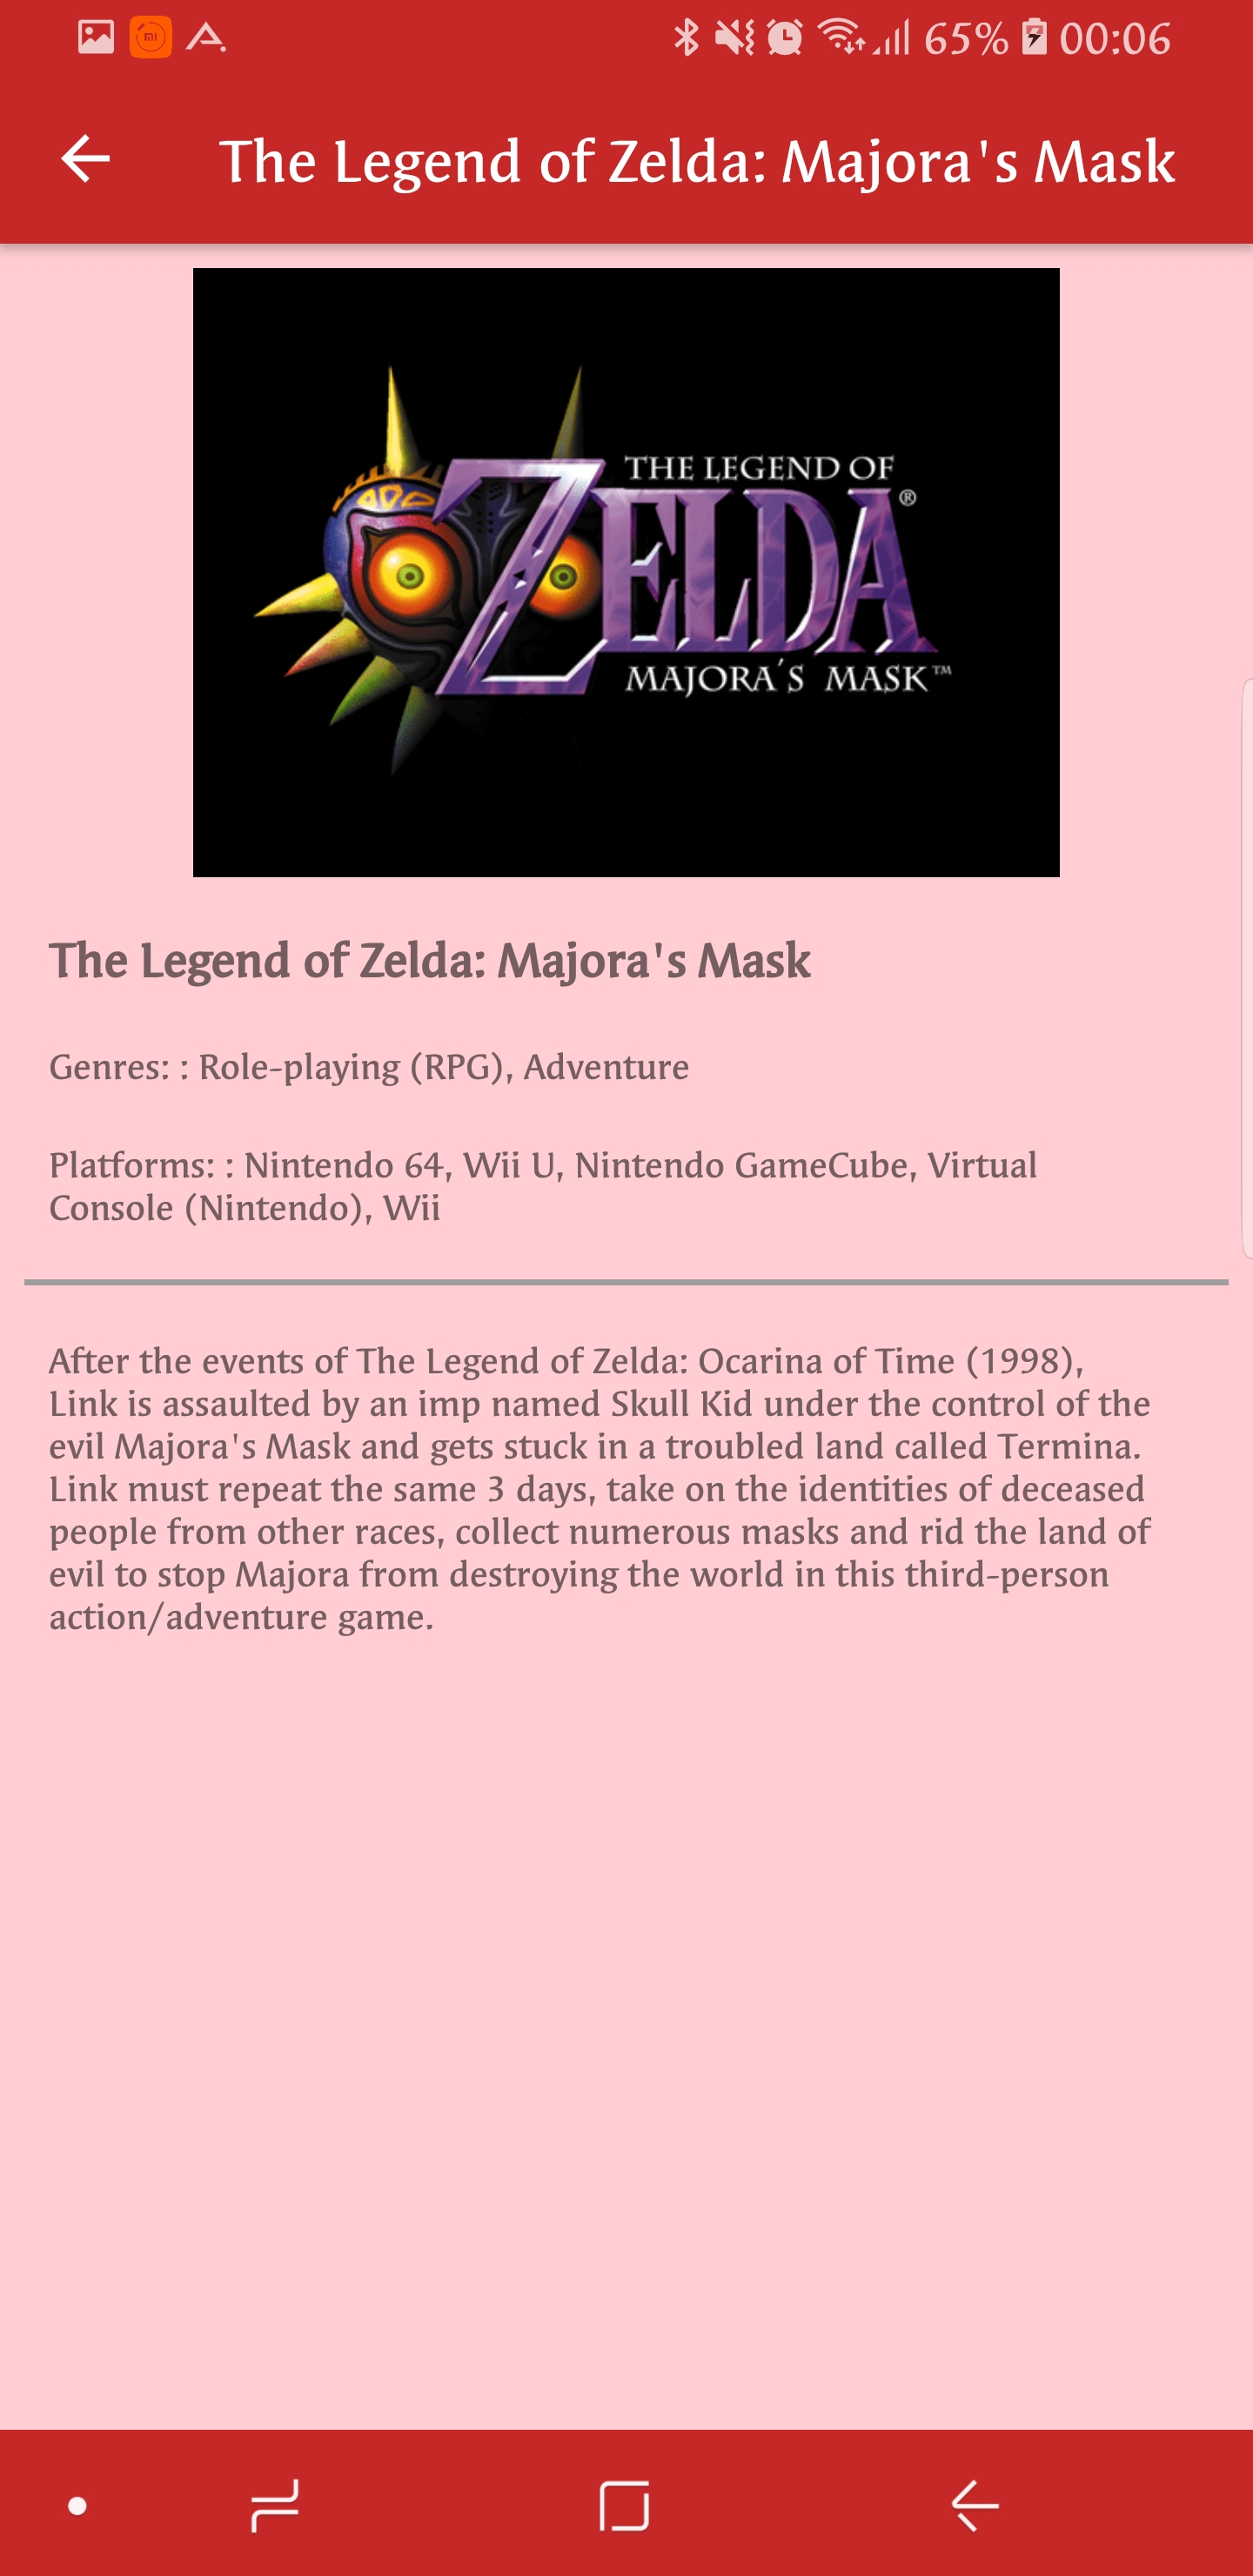 65% 00:06
The Legend of Zelda: Majora's Mask
THE LEGEND OF
ZELDA®
MAJORA'S MASK™
The Legend of Zelda: Majora's Mask
Genres: : Role-playing (RPG), Adventure
Platforms: : Nintendo 64, Wii U, Nintendo GameCube, Virtual
Console (Nintendo), Wii
After the events of The Legend of Zelda: Ocarina of Time (1998),
Link is assaulted by an imp named Skull Kid under the control of the
evil Majora's Mask and gets stuck in a troubled land called Termina.
Link must repeat the same 3 days, take on the identities of deceased
people from other races, collect numerous masks and rid the land of
evil to stop Majora from destroying the world in this third-person
action/adventure game.